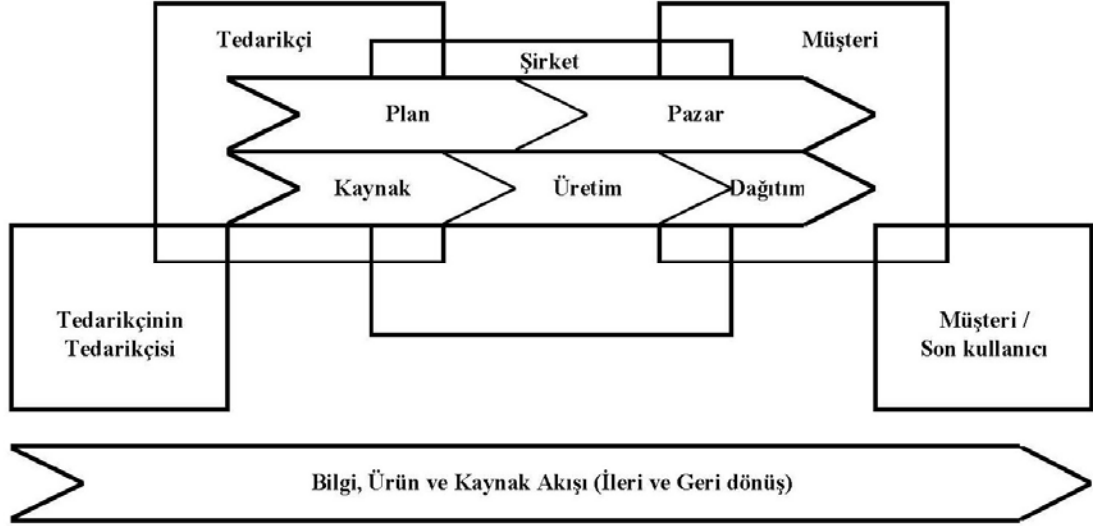 Tedarikçi
Müşteri
Şirket
Plan
Pazar
Kaynak
Üretim
Dağıtım
Tedarikçinin
Tedarikçisi
Müşteri /
Son kullanıcı
Bilgi, Ürün ve Kaynak Akışı (İleri ve Geri dönüş)